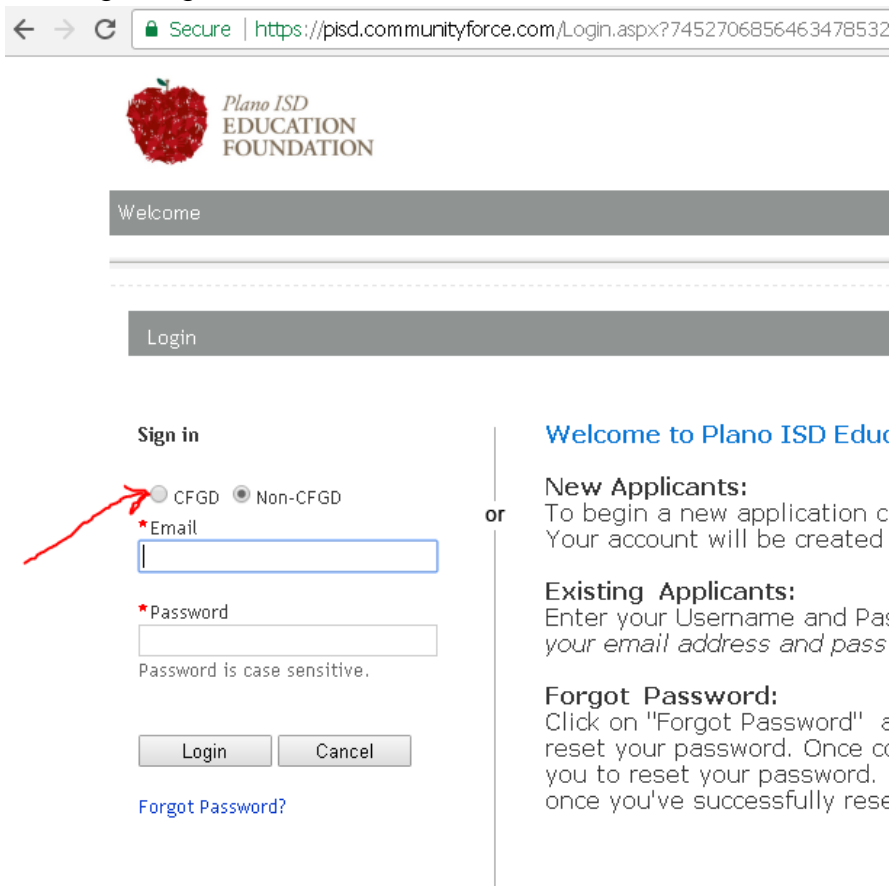 Secure | https://pisd.communityforce.com/Login.aspx?7452706856463478532
Plano ISD
EDUCATION
FOUNDATION
Welcome
Login
Sign in
CFGD Non-CFGD
*Email
*Password
Password is case sensitive.
Login Cancel
Forgot Password?
or
Welcome to Plano ISD Educ
New Applicants:
To begin a new application c
Your account will be created
Existing Applicants:
Enter your Username and Pas
your email address and pass
Forgot Password:
Click on "Forgot Password" a
reset your password. Once co
you to reset your password.
once you've successfully rese